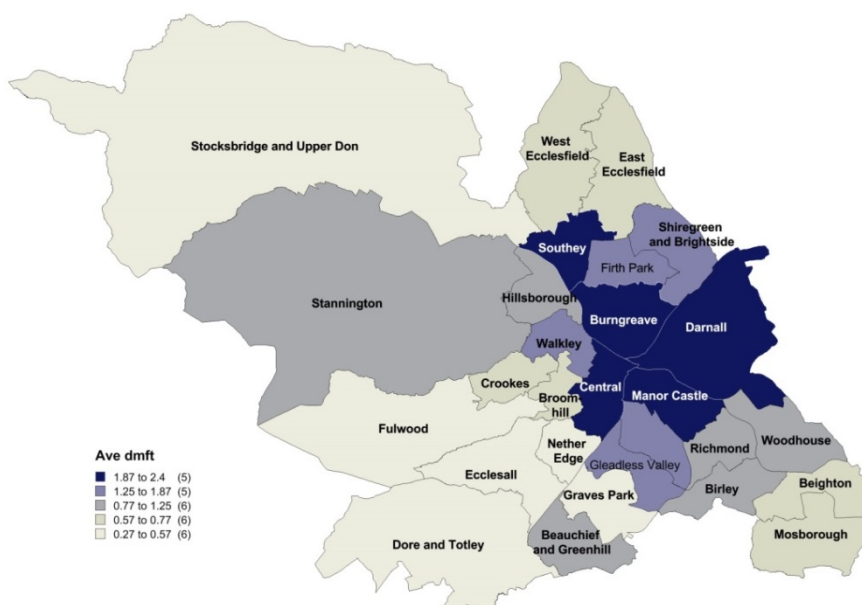 Stocksbridge and Upper Don
West
Ecclesfield
East
Ecclesfield
Shiregreen
and Brightside
Southey
Firth Park
Stannington
Hillsborough
Burngreave
Darnall
Walkley
Crookes
Central
Manor Castle
Broom-
hill
Fulwood
Nether
Edge
Richmond
Woodhouse
Ecclesall
Gleadless Valley
Birley
Beighton
Graves Park
Mosborough
Beauchief
and Greenhill
Dore and Totley
Ave dmft
1.87 to 2.4 (5)
1.25 to 1.87 (5)
0.77 to 1.25 (6)
0.57 to 0.77 (6)
0.27 to 0.57 (6)